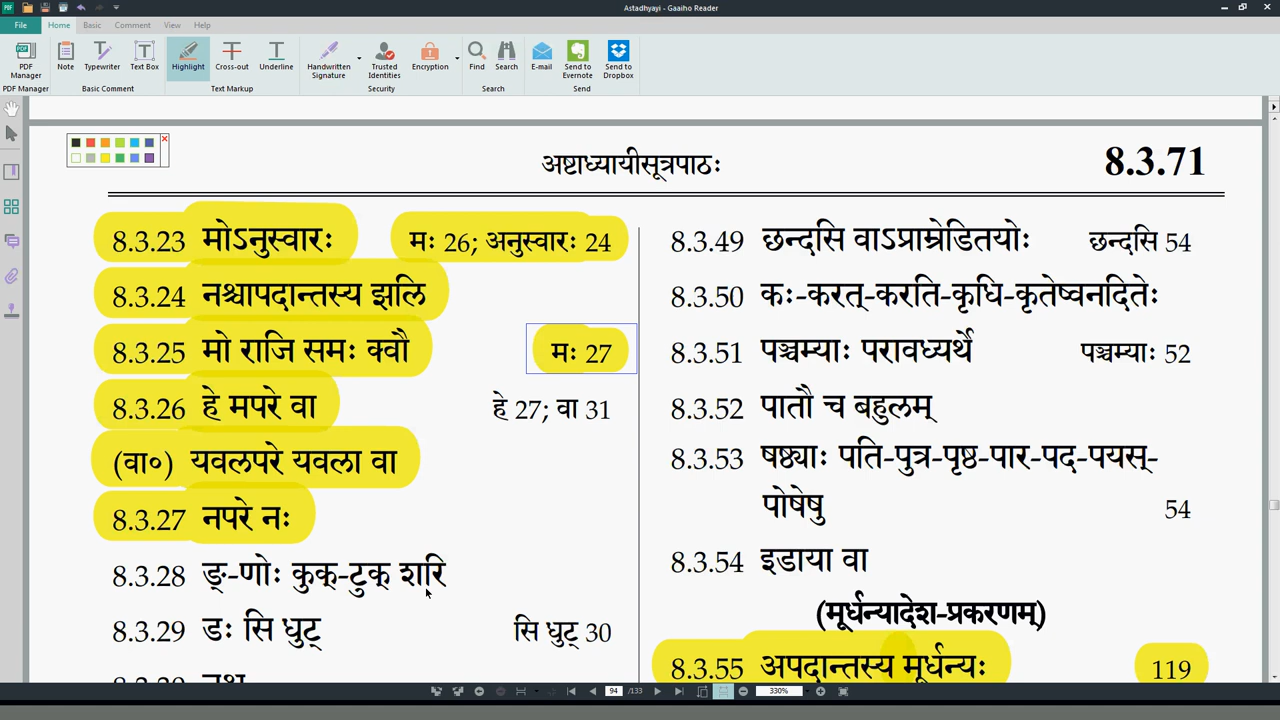 Astadhyayi - Gaaiho Reader
File Home Basic Comment View Help
PDF Manager Note Typewriter Text Box Highlight Cross-out Underline Handwritten Signature Trusted Identities Encryption Find Search E-mail Send to Evernote Send to Dropbox
PDF Manager Basic Comment Text Markup Security Search Send
अष्टाध्यायीसूत्रपाठः 8.3.71
8.3.23 मोऽनुस्वारः मः 26; अनुस्वारः 24
8.3.24 नश्चापदान्तस्य झलि
8.3.25 मो राजि समः क्वौ मः 27
8.3.26 हे मपरे वा हे 27; वा 31
(वा०) यवलपरे यवला वा
8.3.27 नपरे नः
8.3.28 ङ्-णोः कुक्-टुक् शरि
8.3.29 डः सि धुट् सि धुट् 30
8.3.49 छन्दसि वाऽप्राम्रेडितयोः छन्दसि 54
8.3.50 कः-करत्-करति-कृधि-कृतेष्वनदितेः
8.3.51 पञ्चम्याः परावध्यर्थे पञ्चम्याः 52
8.3.52 पातौ च बहुलम्
8.3.53 षष्ठ्याः पति-पुत्र-पृष्ठ-पार-पद-पयस्-
पोषेषु 54
8.3.54 इडाया वा
(मूर्धन्यादेश-प्रकरणम्)
8.3.55 अपदान्तस्य मूर्धन्यः 119
94 /133 330%